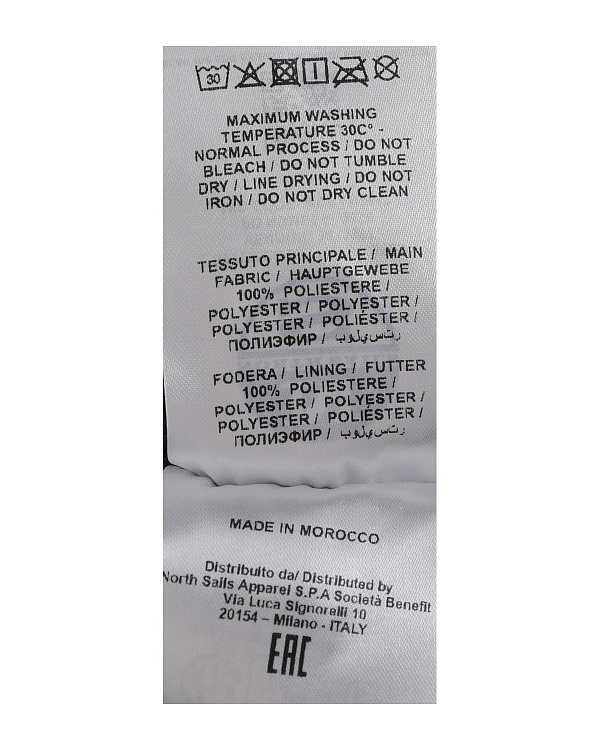 30
MAXIMUM WASHING
TEMPERATURE 30C° -
NORMAL PROCESS / DO NOT
BLEACH / DO NOT TUMBLE
DRY / LINE DRYING / DO NOT
IRON / DO NOT DRY CLEAN
TESSUTO PRINCIPALE / MAIN
FABRIC / HAUPTGEWEBE
100% POLIESTERE /
POLYESTER / POLYESTER /
POLYESTER / POLIÉSTER /
ПОЛИЭФИР / بوليستر
FODERA / LINING / FUTTER
100% POLIESTERE /
POLYESTER / POLYESTER /
POLYESTER / POLIÉSTER /
ПОЛИЭФИР / بوليستر
MADE IN MOROCCO
Distribuito da/ Distributed by
North Sails Apparel S.P.A Società Benefit
Via Luca Signorelli 10
20154 – Milano - ITALY
EAC